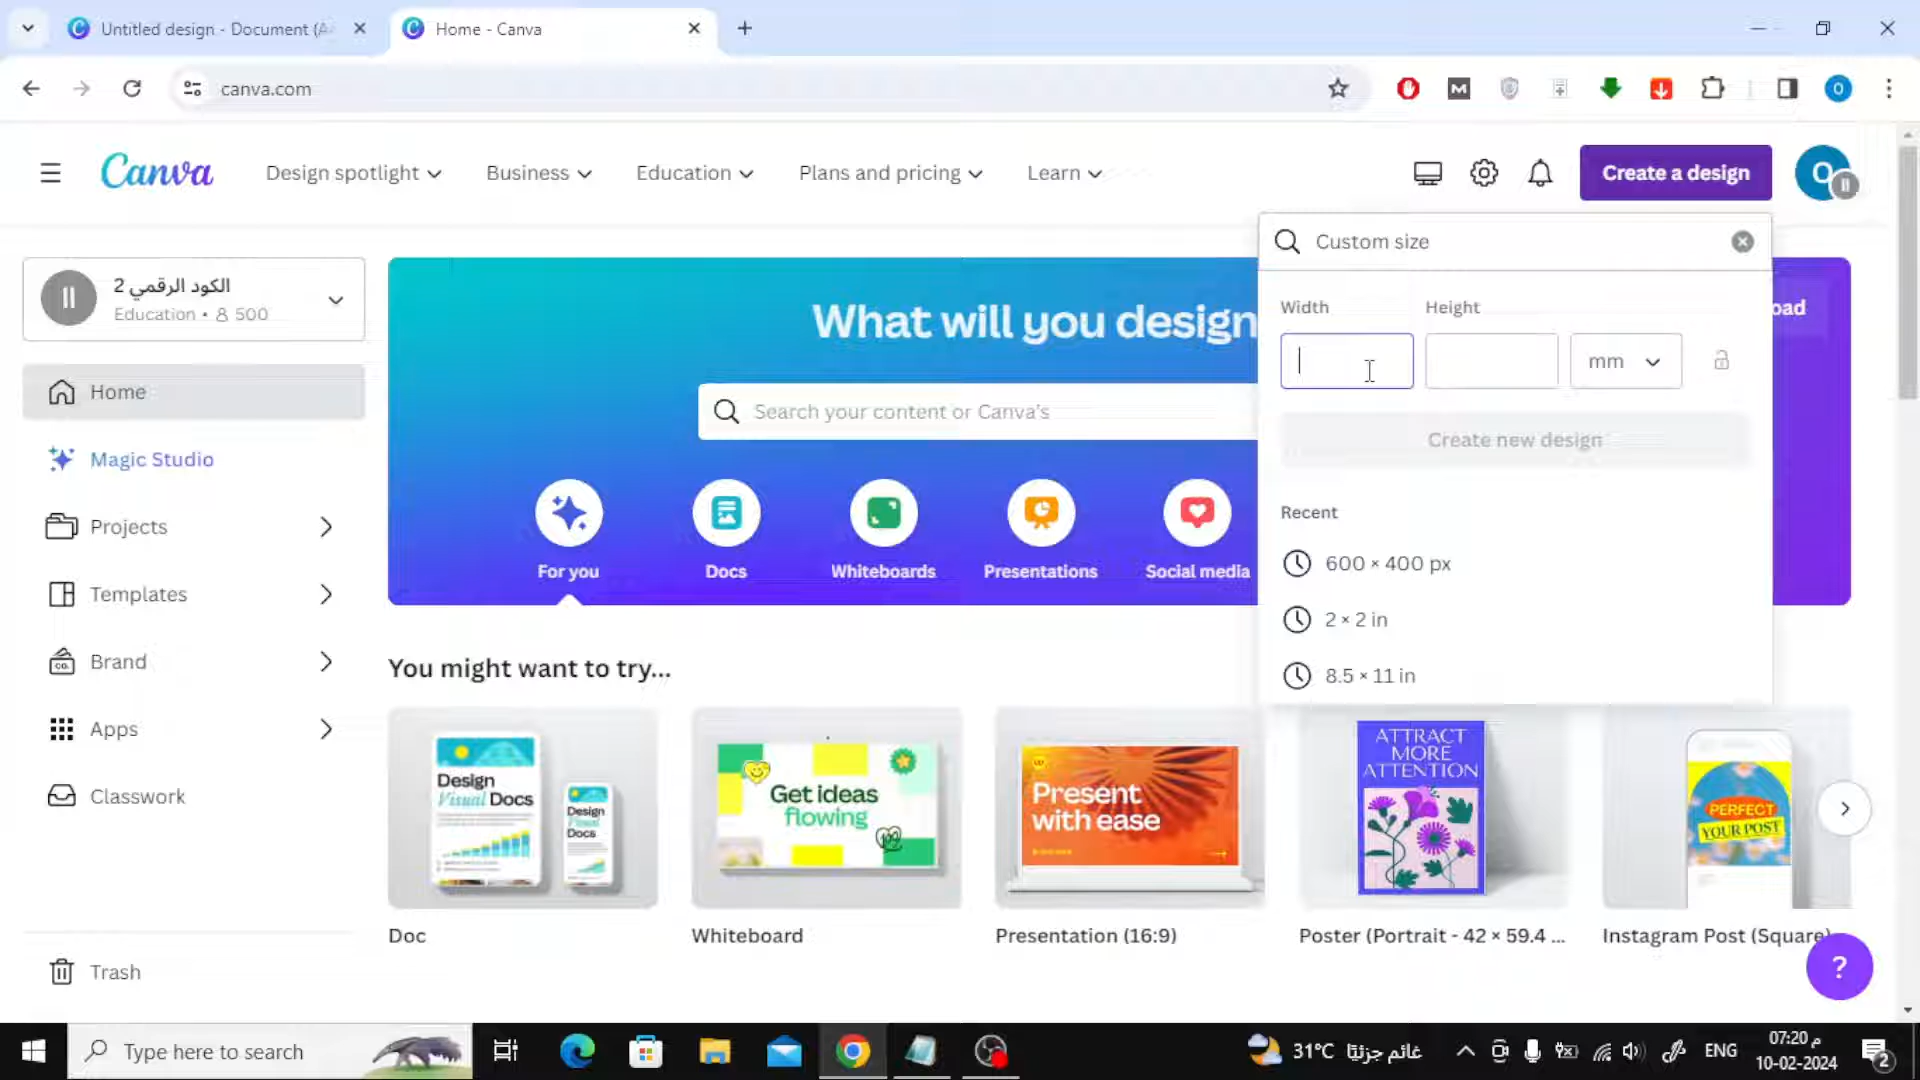 Untitled design - Document (A
Home - Canva
canva.com
Canva
Design spotlight
Business
Education
Plans and pricing
Learn
Create a design
O
Custom size
Width
Height
mm
Create new design
Recent
600 × 400 px
2 × 2 in
8.5 × 11 in
الكود الرقمي 2
Education • 500
Home
Magic Studio
Projects
Templates
Brand
Apps
Classwork
Trash
What will you design
oad
Search your content or Canva's
For you
Docs
Whiteboards
Presentations
Social media
You might want to try...
Design
Visual Docs
Design
Visual
Docs
Get ideas
flowing
Present
with ease
ATTRACT
MORE
ATTENTION
PERFECT
YOUR POST
Doc
Whiteboard
Presentation (16:9)
Poster (Portrait - 42 × 59.4 ...
Instagram Post (Square)
?
Type here to search
31°C غائم جزئيًا
ENG
07:20 م
10-02-2024
2